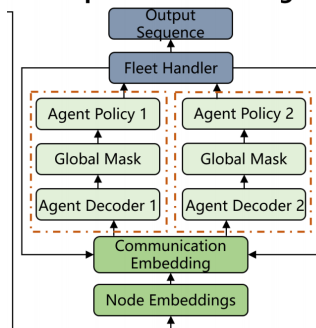 Output
Sequence
Fleet Handler
Agent Policy 1
Agent Policy 2
Global Mask
Global Mask
Agent Decoder 1
Agent Decoder 2
Communication
Embedding
Node Embeddings